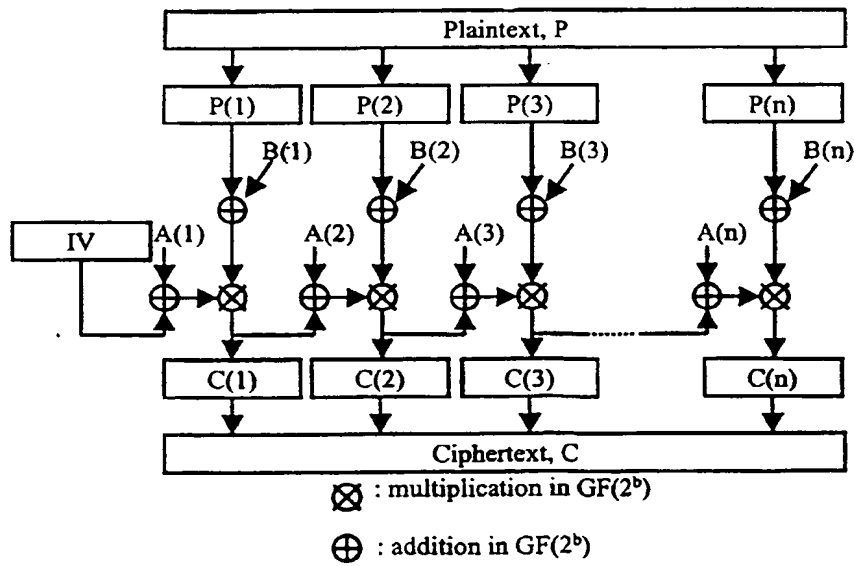 Plaintext, P
P(1) P(2) P(3) P(n)
B(1) B(2) B(3) B(n)
IV A(1) A(2) A(3) A(n)
C(1) C(2) C(3) C(n)
Ciphertext, C
: multiplication in GF(2ᵇ)
: addition in GF(2ᵇ)